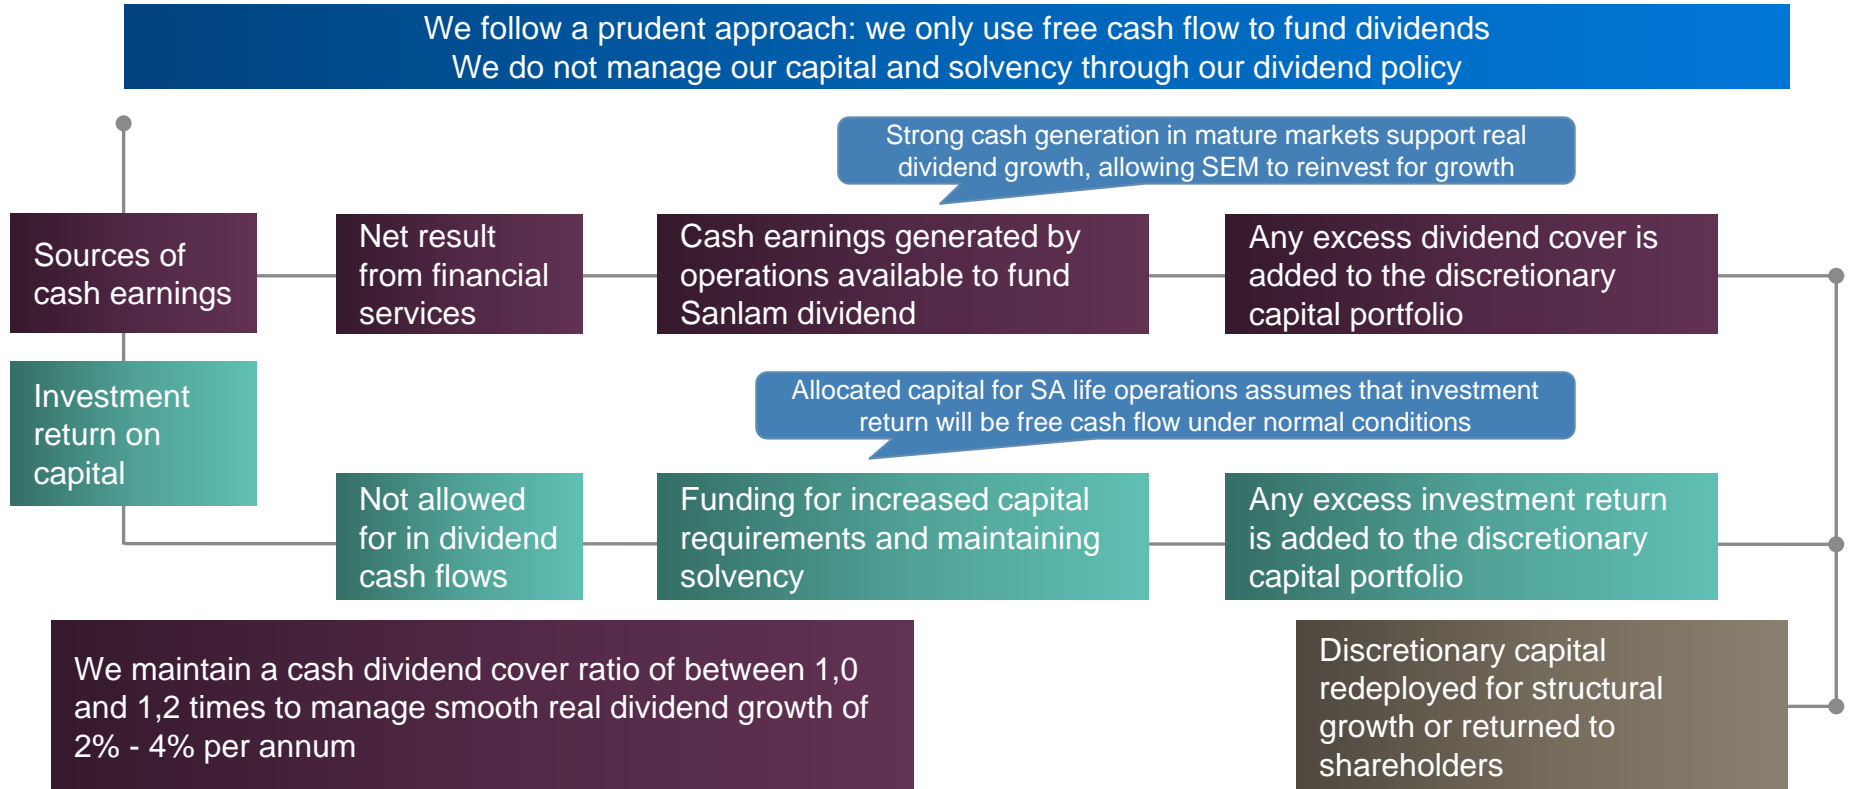 We follow a prudent approach: we only use free cash flow to fund dividends
We do not manage our capital and solvency through our dividend policy
Strong cash generation in mature markets support real
dividend growth, allowing SEM to reinvest for growth
Sources of
cash earnings
Net result
from financial
services
Cash earnings generated by
operations available to fund
Sanlam dividend
Any excess dividend cover is
added to the discretionary
capital portfolio
Investment
return on
capital
Allocated capital for SA life operations assumes that investment
return will be free cash flow under normal conditions
Not allowed
for in dividend
cash flows
Funding for increased capital
requirements and maintaining
solvency
Any excess investment return
is added to the discretionary
capital portfolio
We maintain a cash dividend cover ratio of between 1,0
and 1,2 times to manage smooth real dividend growth of
2% - 4% per annum
Discretionary capital
redeployed for structural
growth or returned to
shareholders